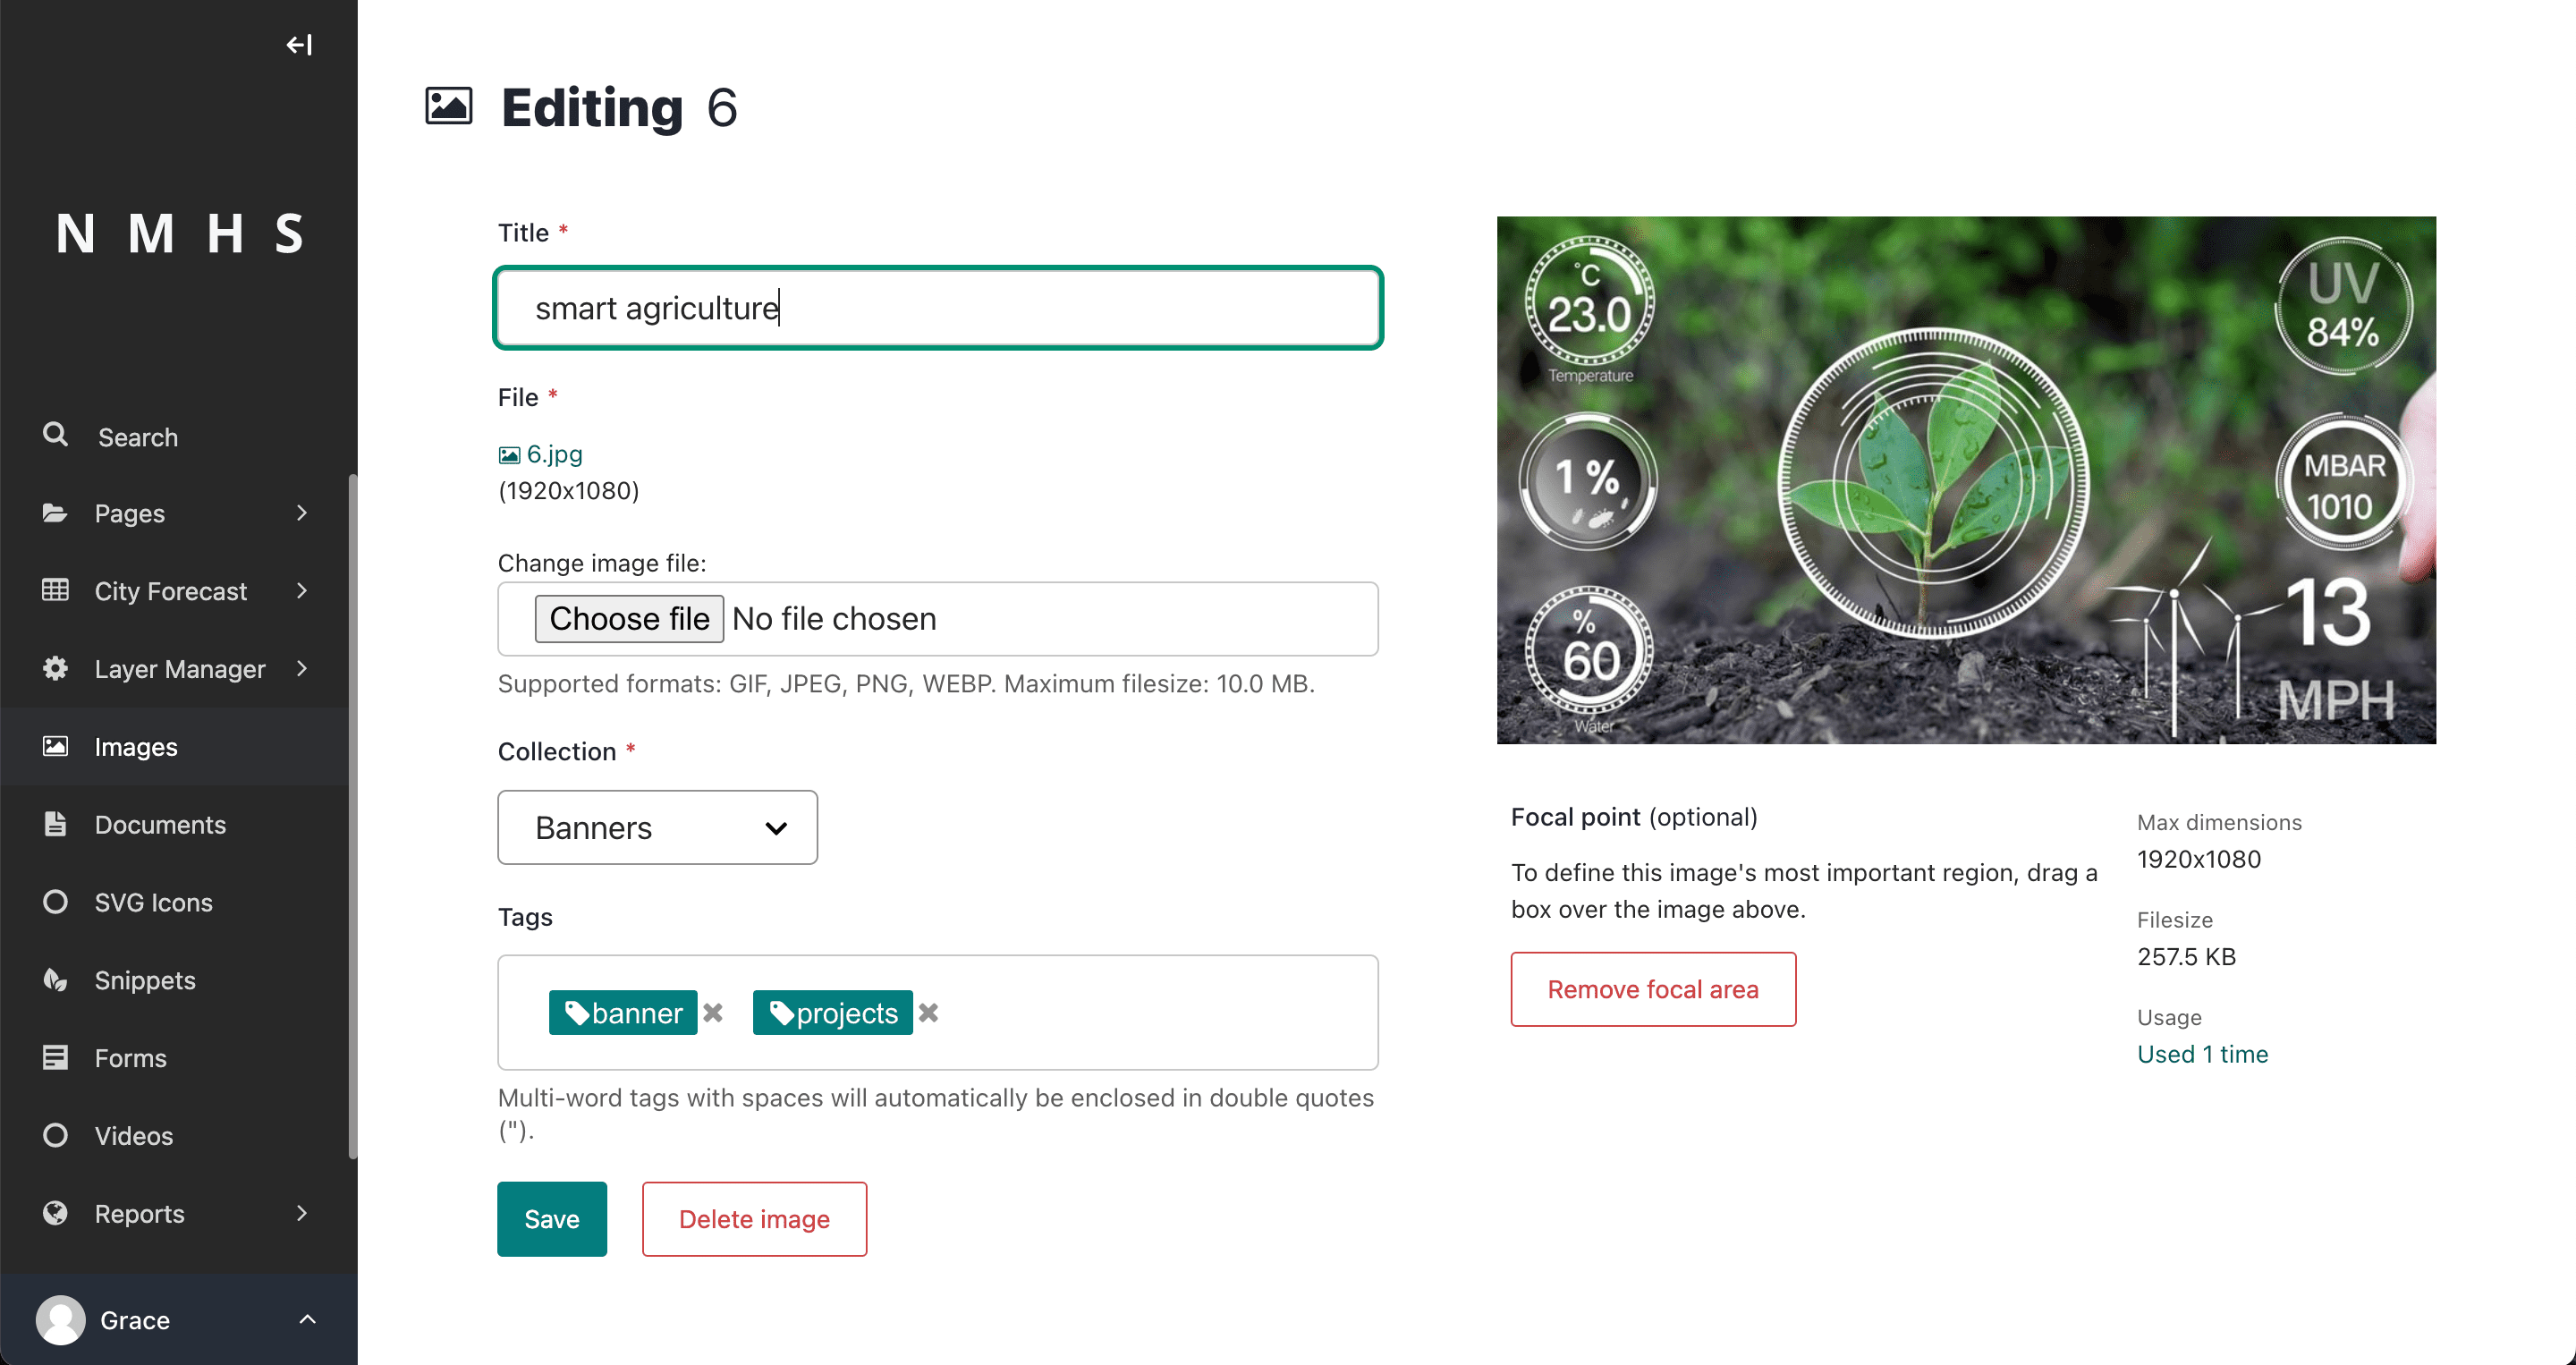 N M H S
Search
Pages
City Forecast
Layer Manager
Images
Documents
SVG Icons
Snippets
Forms
Videos
Reports
Grace
Editing 6
Title *
smart agriculture
File *
6.jpg
(1920x1080)
Change image file:
Choose file No file chosen
Supported formats: GIF, JPEG, PNG, WEBP. Maximum filesize: 10.0 MB.
Collection *
Banners
Tags
banner projects
Multi-word tags with spaces will automatically be enclosed in double quotes
(").
Save
Delete image
°C
23.0
Temperature
1 %
%
60
Water
UV
84%
MBAR
1010
13
MPH
Focal point (optional)
To define this image's most important region, drag a
box over the image above.
Remove focal area
Max dimensions
1920x1080
Filesize
257.5 KB
Usage
Used 1 time